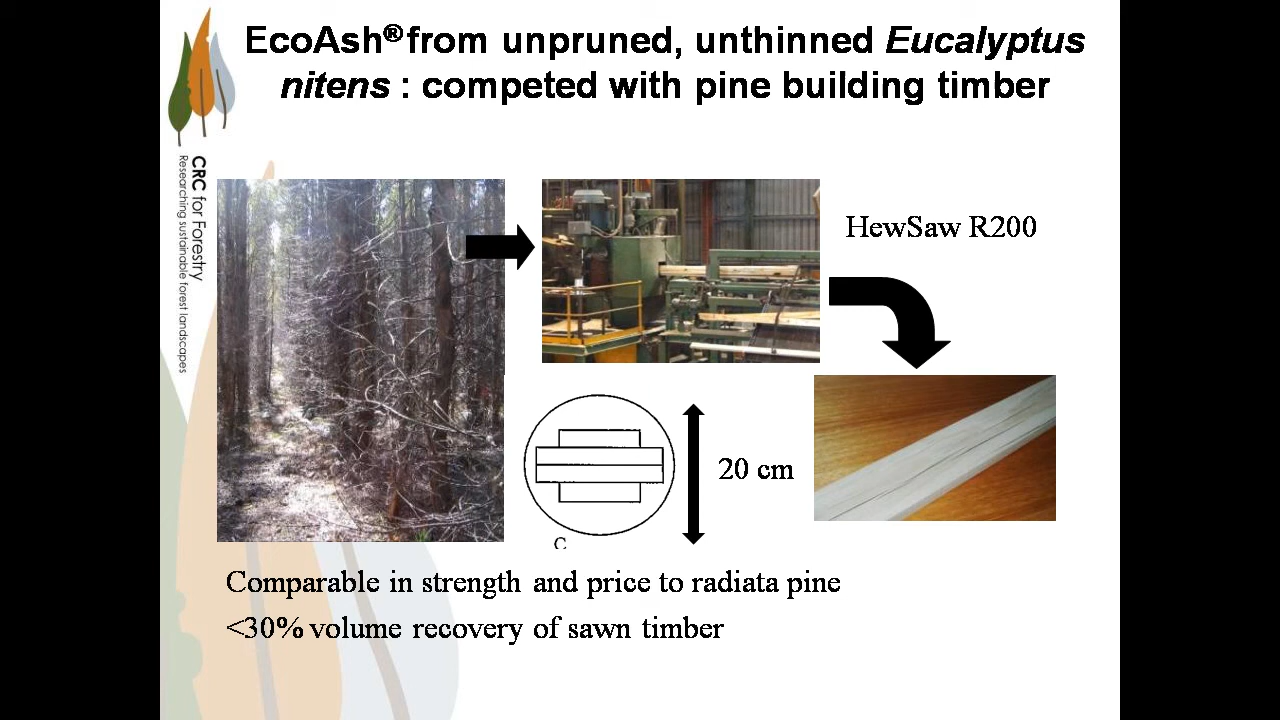 EcoAsh® from unpruned, unthinned Eucalyptus
nitens : competed with pine building timber
CRC for Forestry
Researching sustainable forest landscapes
HewSaw R200
20 cm
C
Comparable in strength and price to radiata pine
<30% volume recovery of sawn timber